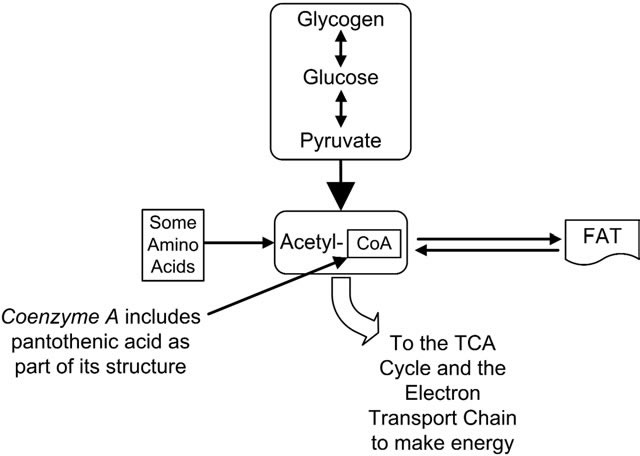 Glycogen
Glucose
Pyruvate
Some
Amino
Acids
Acetyl- CoA
FAT
Coenzyme A includes
pantothenic acid as
part of its structure
To the TCA
Cycle and the
Electron
Transport Chain
to make energy